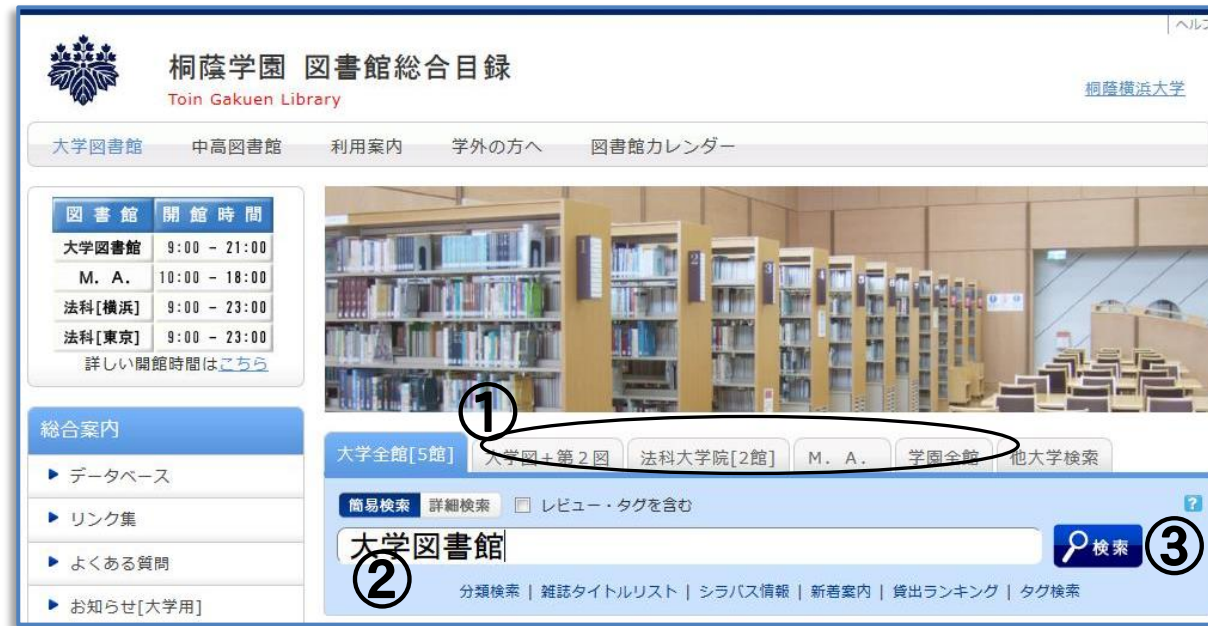 ヘルプ
桐蔭学園 図書館総合目録
Toin Gakuen Library
桐蔭横浜大学
大学図書館 中高図書館 利用案内 学外の方へ 図書館カレンダー
図書館 開館時間
大学図書館 9:00 - 21:00
M. A. 10:00 - 18:00
法科[横浜] 9:00 - 23:00
法科[東京] 9:00 - 23:00
詳しい開館時間はこちら
1 2 3 4 5
①
総合案内
データベース
リンク集
よくある質問
お知らせ[大学用]
大学全館[5館] 大学図+第2図 法科大学院[2館] M. A. 学園全館 他大学検索
簡易検索 詳細検索 レビュー・タグを含む ?
大学図書館 検索 ③
②
分類検索 | 雑誌タイトルリスト | シラバス情報 | 新着案内 | 貸出ランキング | タグ検索